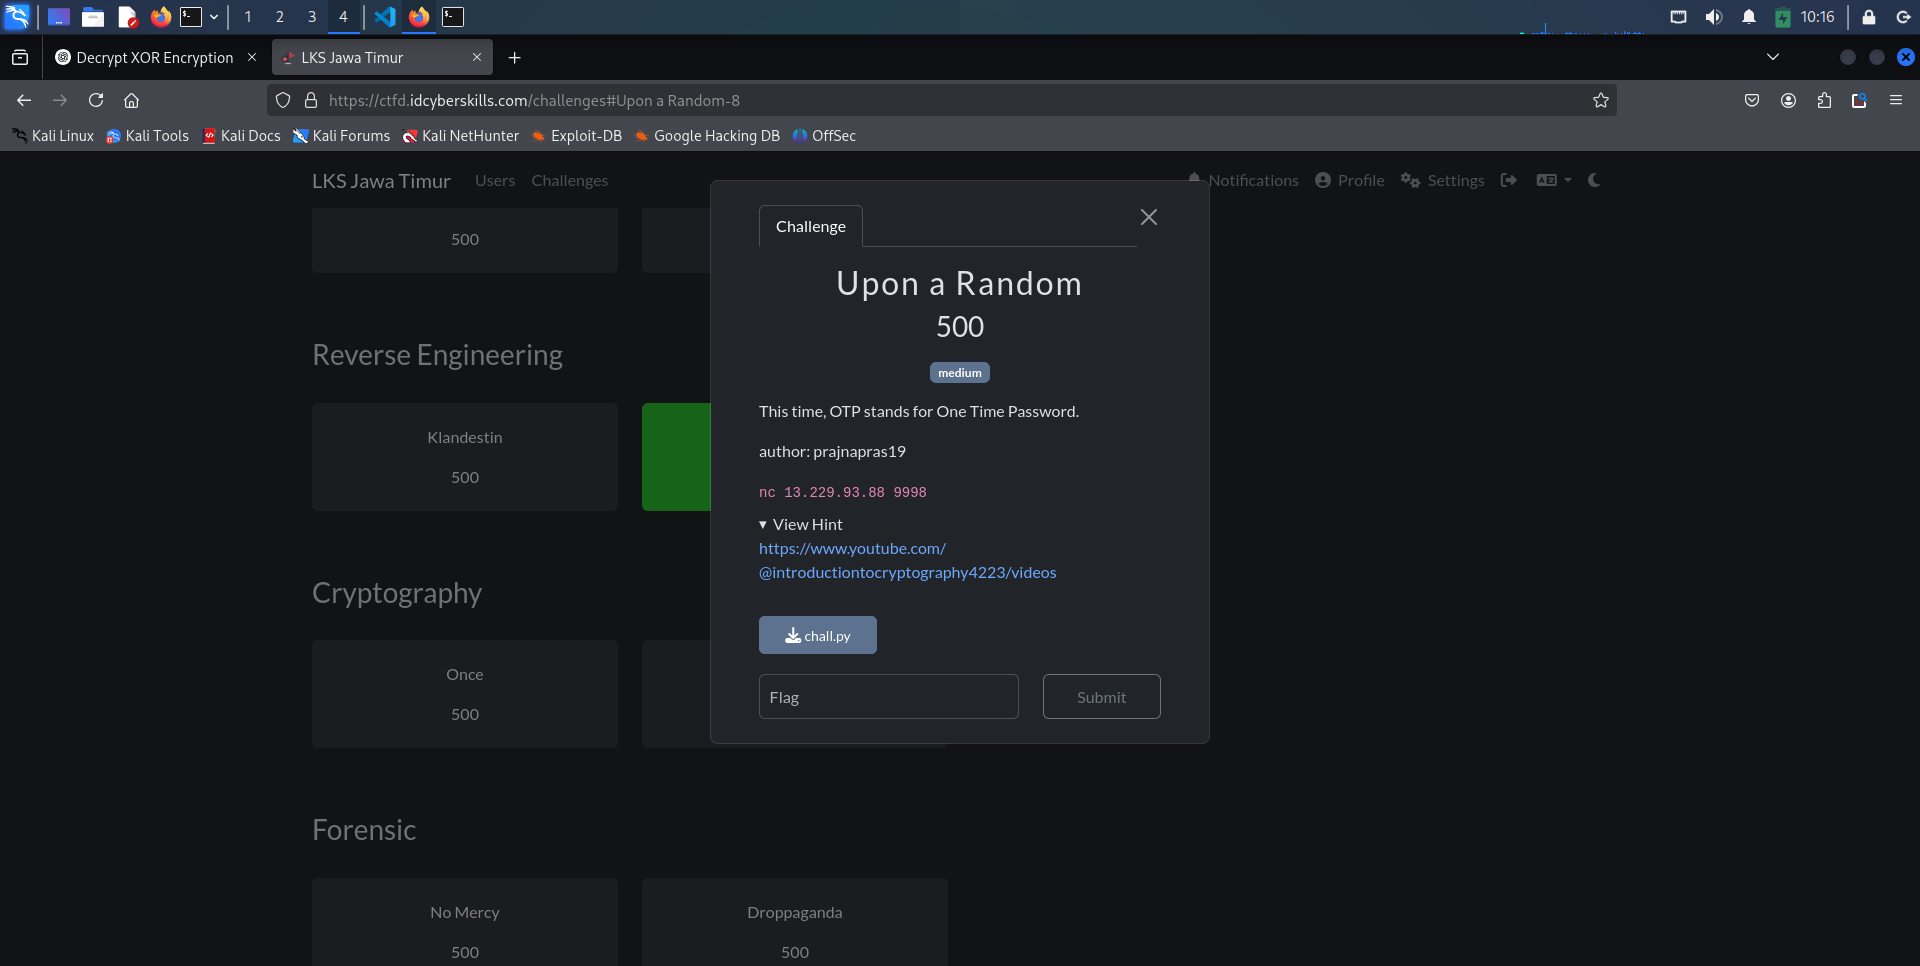 1 2 3 4 10:16
Decrypt XOR Encryption LKS Jawa Timur
https://ctfd.idcyberskills.com/challenges#Upon a Random-8
Kali Linux Kali Tools Kali Docs Kali Forums Kali NetHunter Exploit-DB Google Hacking DB OffSec
LKS Jawa Timur Users Challenges Notifications Profile Settings
500
Challenge
Upon a Random
500
medium
This time, OTP stands for One Time Password.
author: prajnapras19
nc 13.229.93.88 9998
View Hint
https://www.youtube.com/
@introductiontocryptography4223/videos
chall.py
Flag Submit
Reverse Engineering
Klandestin
500
Cryptography
Once
500
Forensic
No Mercy Droppaganda
500 500